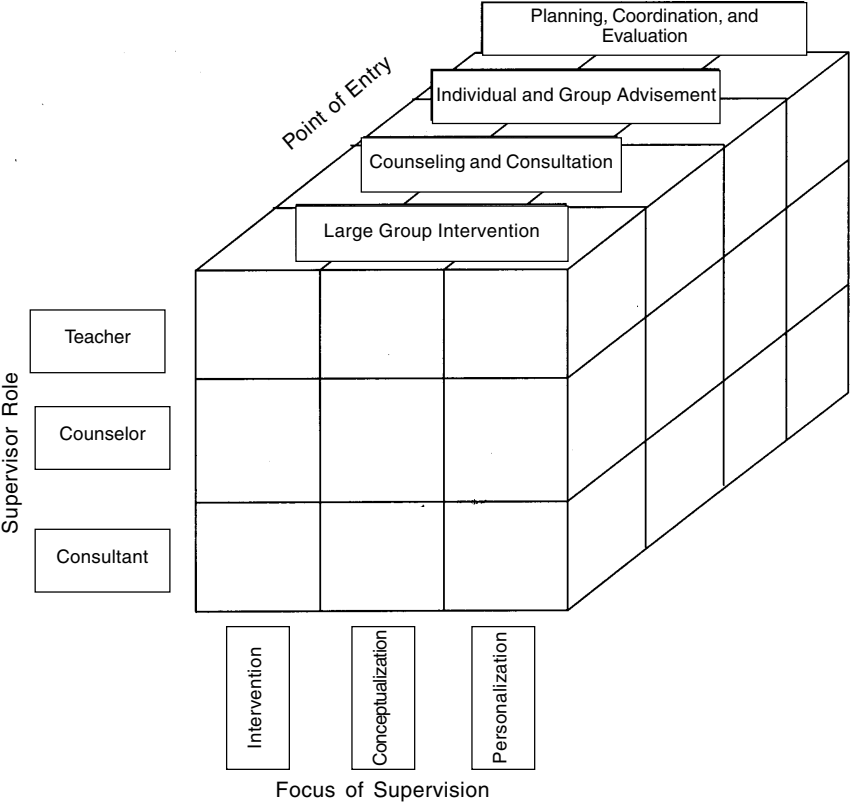 Planning, Coordination, and
Evaluation
Point of Entry
Individual and Group Advisement
Counseling and Consultation
Large Group Intervention
Supervisor Role
Teacher
Counselor
Consultant
Intervention
Conceptualization
Personalization
Focus of Supervision